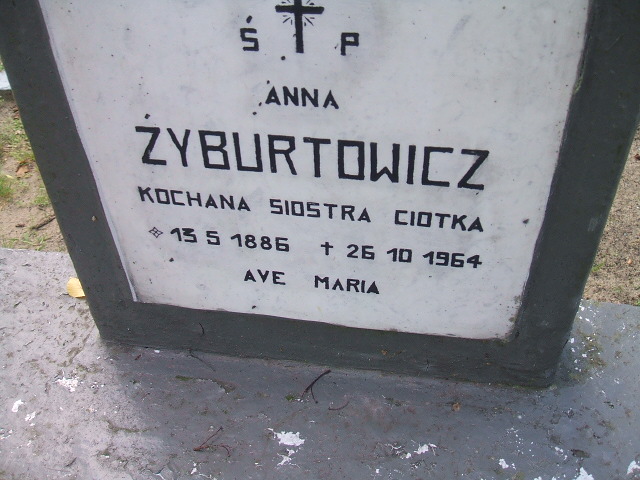 Ś P
ANNA
ŻYBURTOWICZ
KOCHANA SIOSTRA CIOTKA
13 5 1886 † 26 10 1964
AVE MARIA